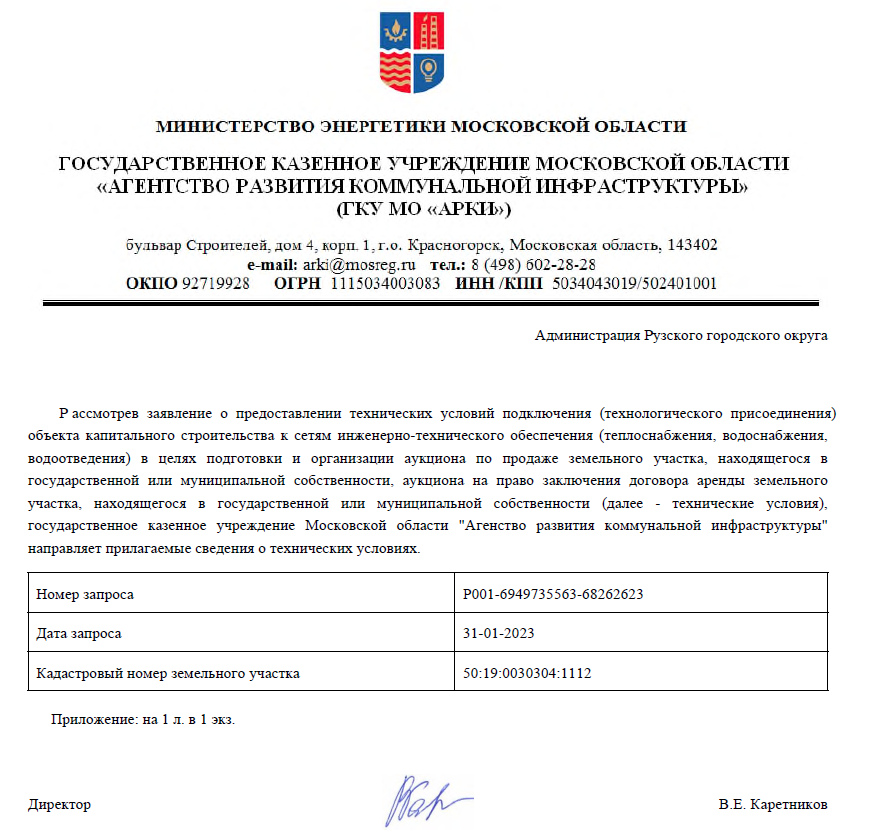 МИНИСТЕРСТВО ЭНЕРГЕТИКИ МОСКОВСКОЙ ОБЛАСТИ
ГОСУДАРСТВЕННОЕ КАЗЕННОЕ УЧРЕЖДЕНИЕ МОСКОВСКОЙ ОБЛАСТИ
«АГЕНТСТВО РАЗВИТИЯ КОММУНАЛЬНОЙ ИНФРАСТРУКТУРЫ»
(ГКУ МО «АРКИ»)
бульвар Строителей, дом 4, корп. 1, г.о. Красногорск, Московская область, 143402
e-mail: arki@mosreg.ru тел.: 8 (498) 602-28-28
ОКПО 92719928 ОГРН 1115034003083 ИНН /КПП 5034043019/502401001
Администрация Рузского городского округа
Р ассмотрев заявление о предоставлении технических условий подключения (технологического присоединения)
объекта капитального строительства к сетям инженерно-технического обеспечения (теплоснабжения, водоснабжения,
водоотведения) в целях подготовки и организации аукциона по продаже земельного участка, находящегося в
государственной или муниципальной собственности, аукциона на право заключения договора аренды земельного
участка, находящегося в государственной или муниципальной собственности (далее - технические условия),
государственное казенное учреждение Московской области "Агенство развития коммунальной инфраструктуры"
направляет прилагаемые сведения о технических условиях.
Номер запроса P001-6949735563-68262623
Дата запроса 31-01-2023
Кадастровый номер земельного участка 50:19:0030304:1112
Приложение: на 1 л. в 1 экз.
Директор В.Е. Каретников